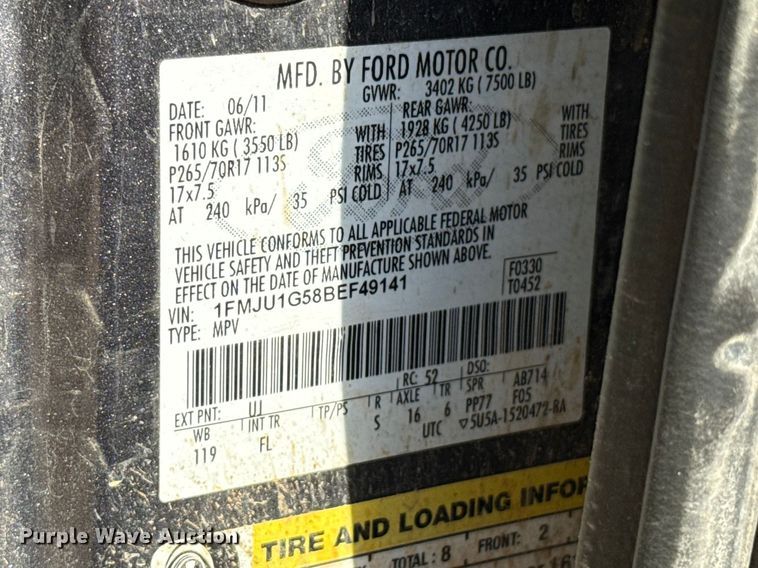 MFD. BY FORD MOTOR CO.
DATE: 06/11 GVWR: 3402 KG ( 7500 LB)
FRONT GAWR: REAR GAWR:
1610 KG ( 3550 LB) WITH 1928 KG ( 4250 LB) WITH
P265/70R17 113S TIRES P265/70R17 113S TIRES
17x7.5 RIMS 17x7.5 RIMS
AT 240 kPa/ 35 PSI COLD AT 240 kPa/ 35 PSI COLD
THIS VEHICLE CONFORMS TO ALL APPLICABLE FEDERAL MOTOR
VEHICLE SAFETY AND THEFT PREVENTION STANDARDS IN
EFFECT ON THE DATE OF MANUFACTURE SHOWN ABOVE.
F0330
T0452
VIN: 1FMJU1G58BEF49141
TYPE: MPV
RC: 52 DSO:
EXT PNT: UJ TP/PS R AXLE TR SPR AB714
WB INT TR S 16 6 PP77 F05
119 FL UTC ▽5U5A-1520472-RA
TIRE AND LOADING INFOR
TOTAL: 8 FRONT: 2
Purple Wave Auction